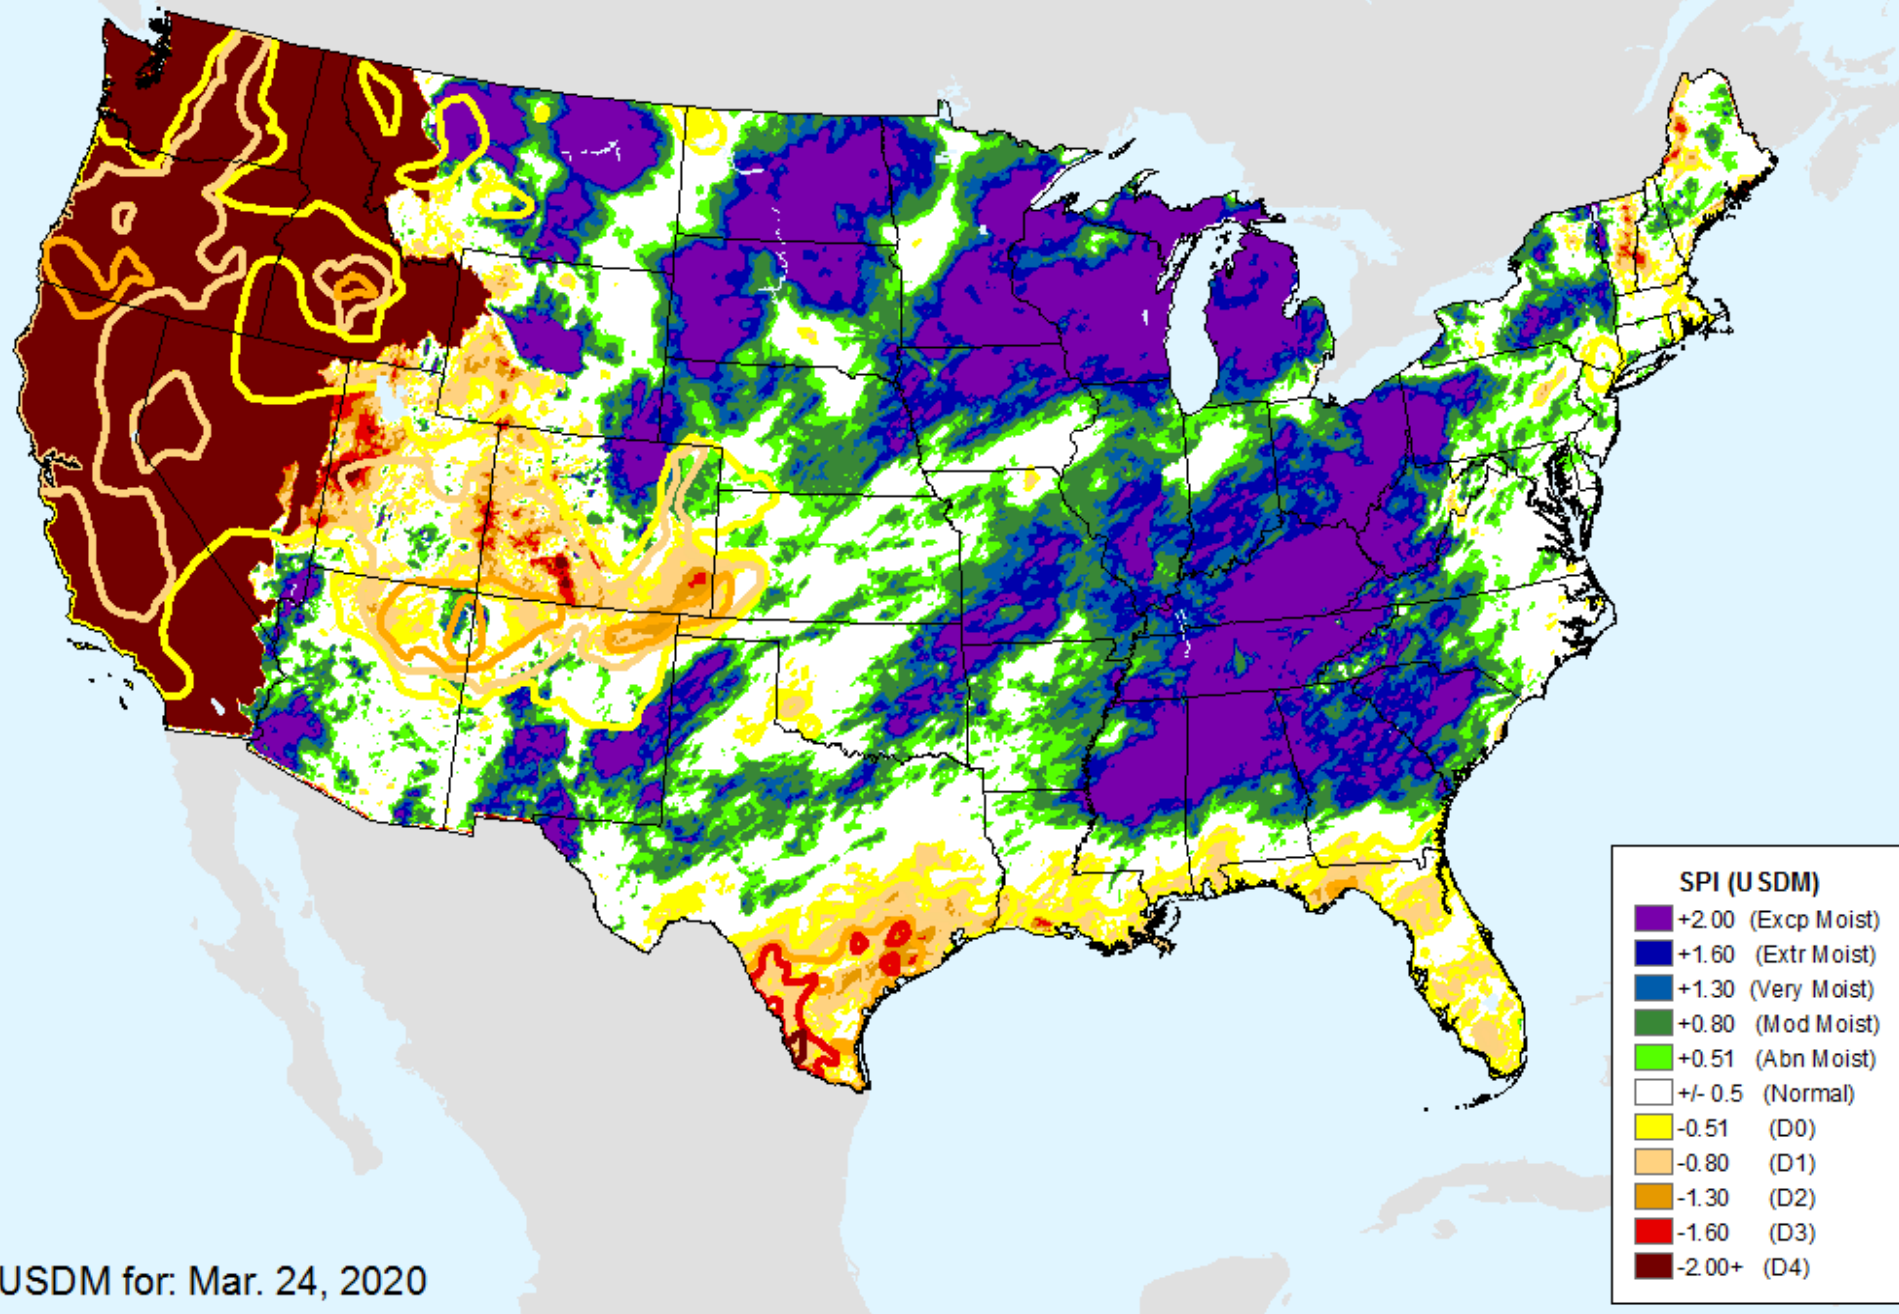 SPI (USDM)
+2.00 (Excp Moist)
+1.60 (Extr Moist)
+1.30 (Very Moist)
+0.80 (Mod Moist)
+0.51 (Abn Moist)
+/- 0.5 (Normal)
-0.51 (D0)
-0.80 (D1)
-1.30 (D2)
-1.60 (D3)
-2.00+ (D4)
USDM for: Mar. 24, 2020